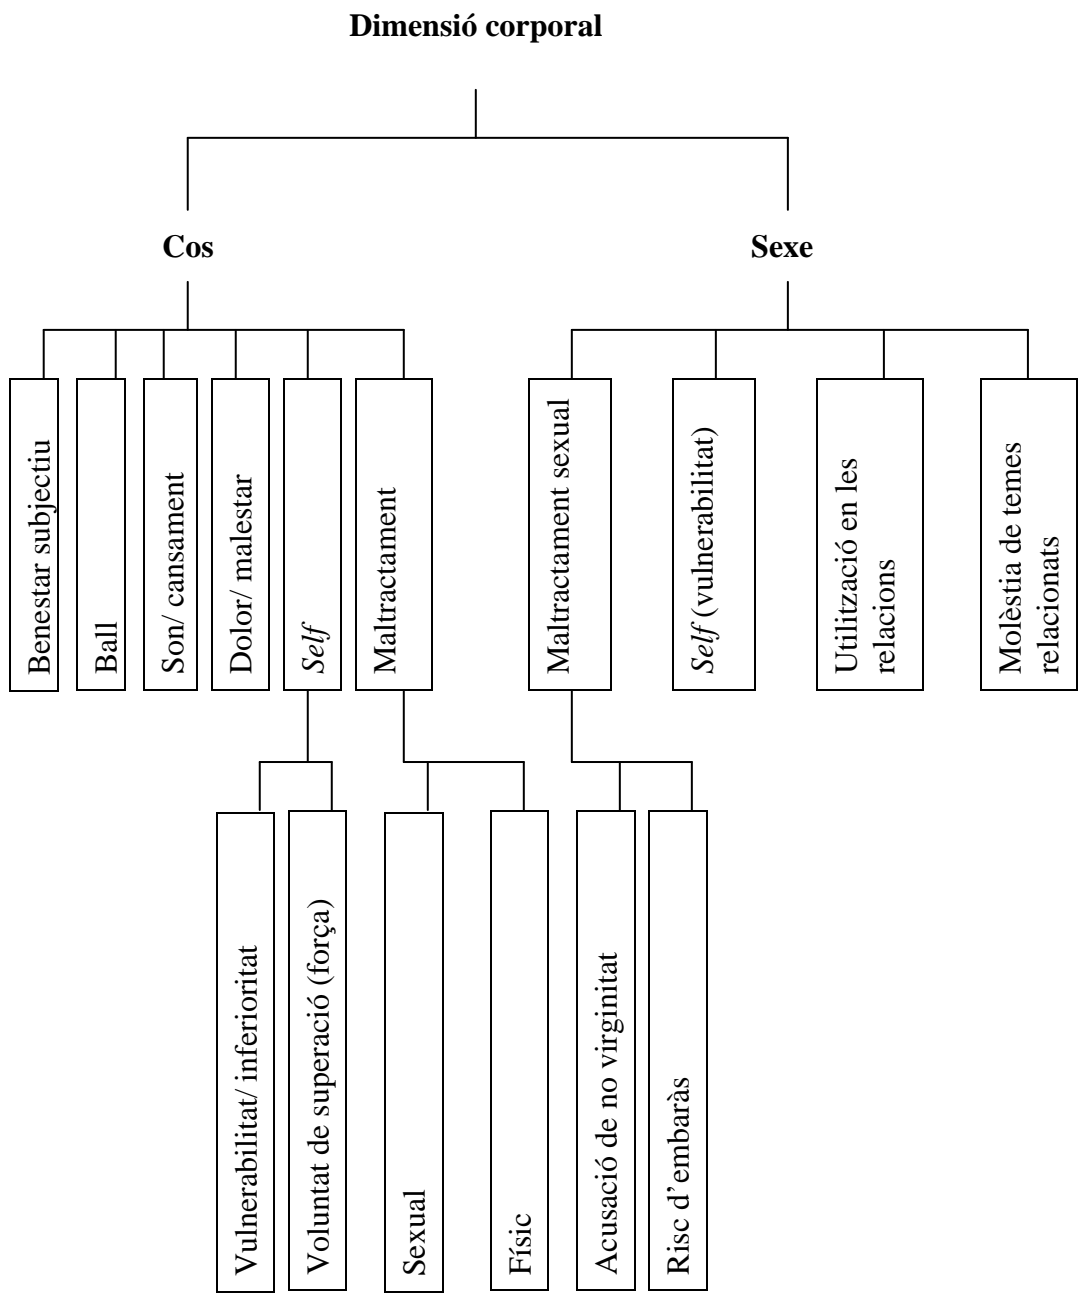 Dimensió corporal
Cos
Sexe
Benestar subjectiu
Ball
Son/ cansament
Dolor/ malestar
Self
Maltractament
Maltractament sexual
Self (vulnerabilitat)
Utilització en les
relacions
Molèstia de temes
relacionats
Vulnerabilitat/ inferioritat
Voluntat de superació (força)
Sexual
Físic
Acusació de no virginitat
Risc d’embaràs